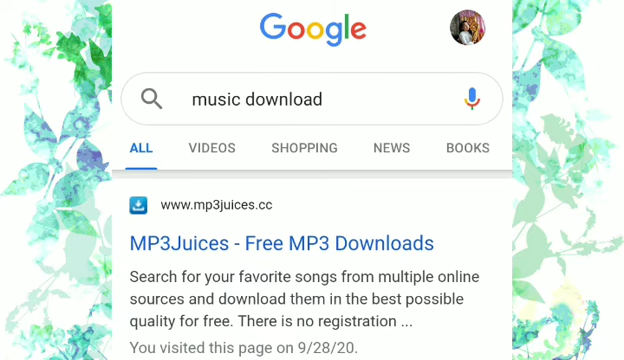 Google
music download
ALL VIDEOS SHOPPING NEWS BOOKS
www.mp3juices.cc
MP3Juices - Free MP3 Downloads
Search for your favorite songs from multiple online
sources and download them in the best possible
quality for free. There is no registration ...
You visited this page on 9/28/20.